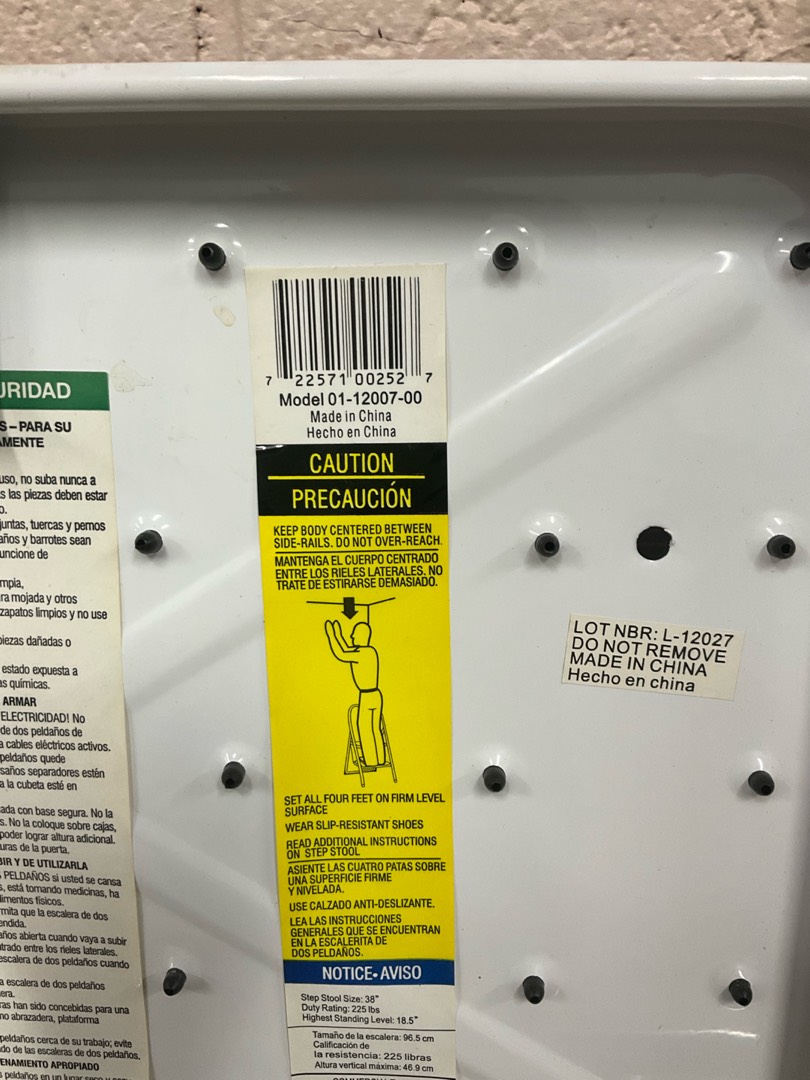 URIDAD
S – PARA SU
AMENTE
uso, no suba nunca a
s las piezas deben estar
o.
juntas, tuercas y pernos
años y barrotes sean
uncione de
mpia,
ra mojada y otros
zapatos limpios y no use
piezas dañadas o
estado expuesta a
as químicas.
ARMAR
ELECTRICIDAD! No
de dos peldaños de
a cables eléctricos activos.
peldaños quede
saños separadores estén
a la cubeta esté en
ada con base segura. No la
s. No la coloque sobre cajas,
poder lograr altura adicional.
uras de la puerta.
BIR Y DE UTILIZARLA
PELDAÑOS si usted se cansa
s, está tomando medicinas, ha
limentos físicos.
rmita que la escalera de dos
endida.
años abierta cuando vaya a subir
trado entre los rieles laterales.
escalera de dos peldaños cuando
a escalera de dos peldaños
era.
ras han sido concebidas para una
no abrazadera, plataforma
peldaños cerca de su trabajo; evite
do de las escaleras de dos peldaños.
ENAMIENTO APROPIADO
7 22571 00252 7
Model 01-12007-00
Made in China
Hecho en China
CAUTION
PRECAUCIÓN
KEEP BODY CENTERED BETWEEN
SIDE-RAILS. DO NOT OVER-REACH.
MANTENGA EL CUERPO CENTRADO
ENTRE LOS RIELES LATERALES. NO
TRATE DE ESTIRARSE DEMASIADO.
SET ALL FOUR FEET ON FIRM LEVEL
SURFACE
WEAR SLIP-RESISTANT SHOES
READ ADDITIONAL INSTRUCTIONS
ON STEP STOOL
ASIENTE LAS CUATRO PATAS SOBRE
UNA SUPERFICIE FIRME
Y NIVELADA.
USE CALZADO ANTI-DESLIZANTE.
LEA LAS INSTRUCCIONES
GENERALES QUE SE ENCUENTRAN
EN LA ESCALERITA DE
DOS PELDAÑOS.
NOTICE • AVISO
Step Stool Size: 38"
Duty Rating: 225 lbs
Highest Standing Level: 18.5"
Tamaño de la escalera: 96.5 cm
Calificación de
la resistencia: 225 libras
Altura vertical máxima: 46.9 cm
LOT NBR: L-12027
DO NOT REMOVE
MADE IN CHINA
Hecho en china